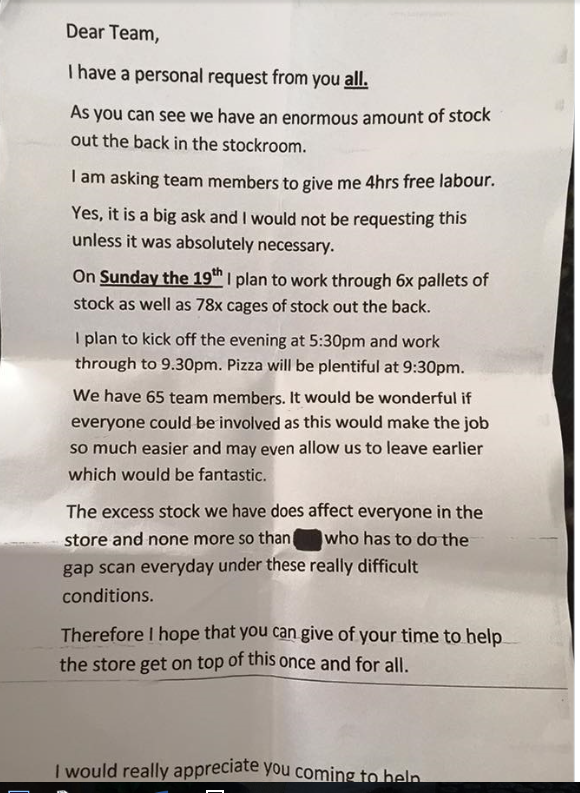 Dear Team,
I have a personal request from you all.
As you can see we have an enormous amount of stock
out the back in the stockroom.
I am asking team members to give me 4hrs free labour.
Yes, it is a big ask and I would not be requesting this
unless it was absolutely necessary.
On Sunday the 19th I plan to work through 6x pallets of
stock as well as 78x cages of stock out the back.
I plan to kick off the evening at 5:30pm and work
through to 9.30pm. Pizza will be plentiful at 9:30pm.
We have 65 team members. It would be wonderful if
everyone could be involved as this would make the job
so much easier and may even allow us to leave earlier
which would be fantastic.
The excess stock we have does affect everyone in the
store and none more so than who has to do the
gap scan everyday under these really difficult
conditions.
Therefore I hope that you can give of your time to help
the store get on top of this once and for all.
I would really appreciate you coming to help